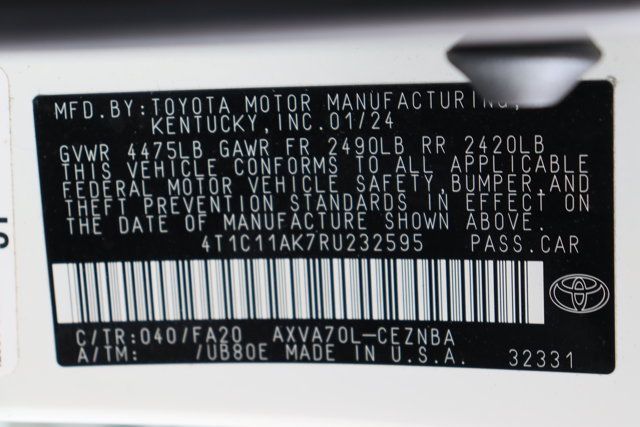 MFD.BY: TOYOTA MOTOR MANUFACTURING,
KENTUCKY, INC. 01/24
GVWR 4475LB GAWR FR 2490LB RR 2420LB
THIS VEHICLE CONFORMS TO ALL APPLICABLE
FEDERAL MOTOR VEHICLE SAFETY, BUMPER, AND
THEFT PREVENTION STANDARDS IN EFFECT ON
THE DATE OF MANUFACTURE SHOWN ABOVE.
4T1C11AK7RU232595 PASS.CAR
C/TR:040/FA20 AXVA70L-CEZNBA
A/TM: /UB80E MADE IN U.S.A. 32331